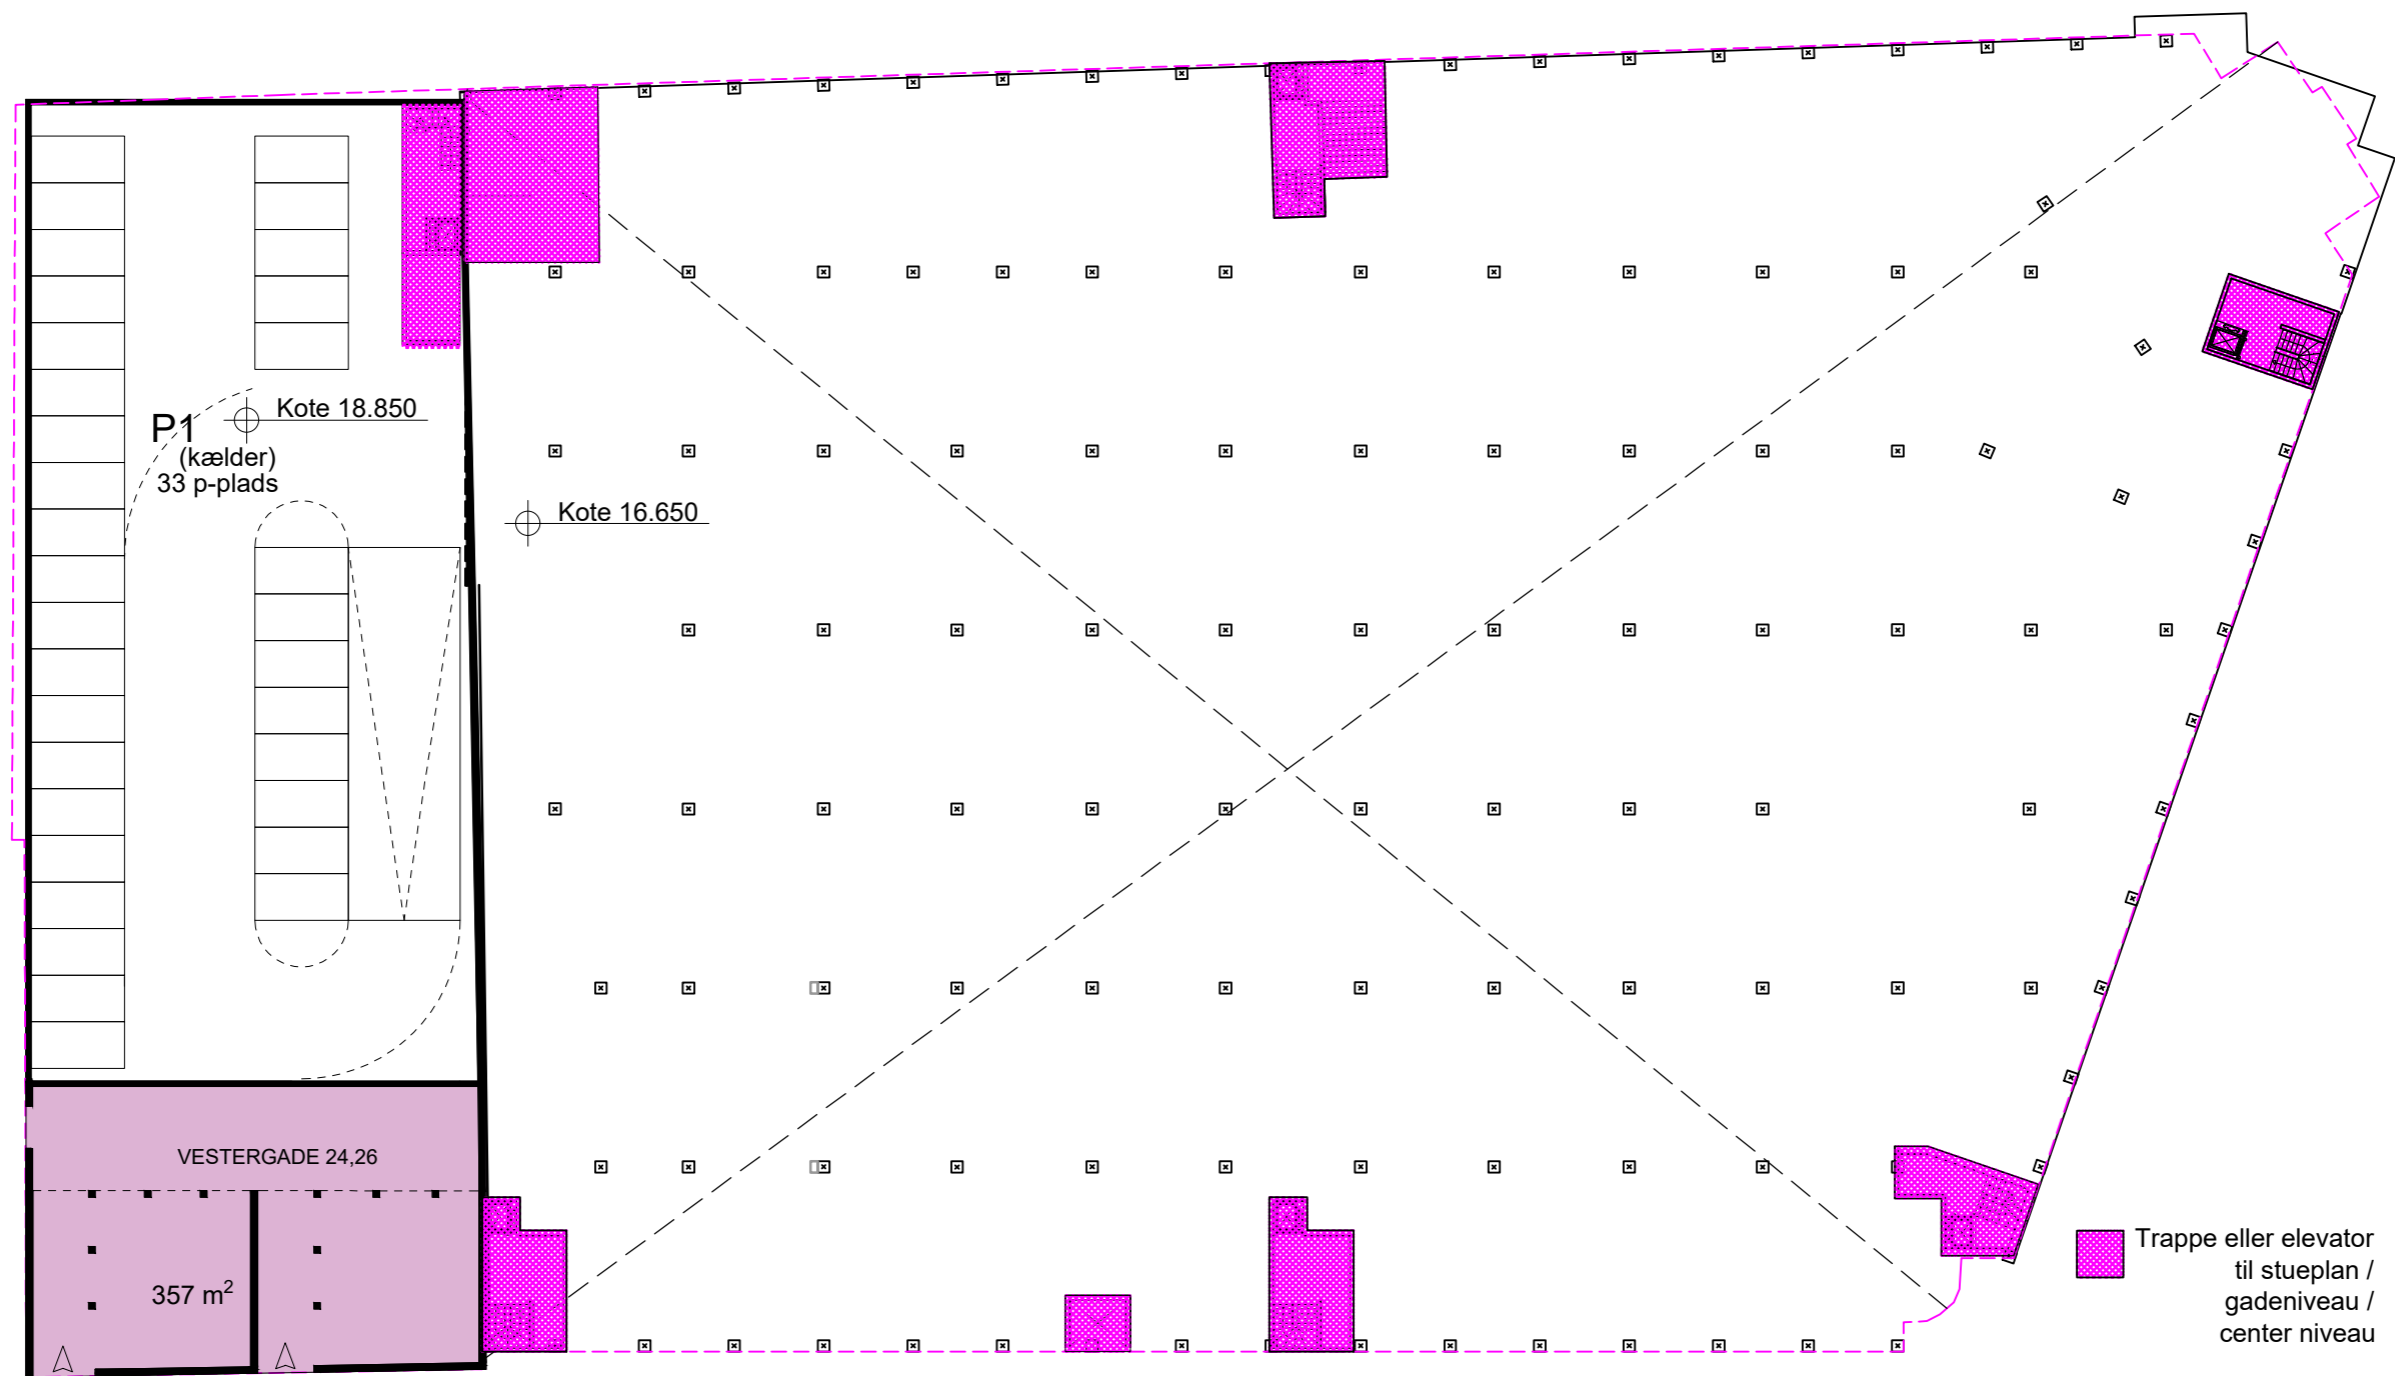 Kote 18.850
P1
(kælder)
33 p-plads
Kote 16.650
VESTERGADE 24,26
357 m²
Trappe eller elevator
til stueplan /
gadeniveau /
center niveau